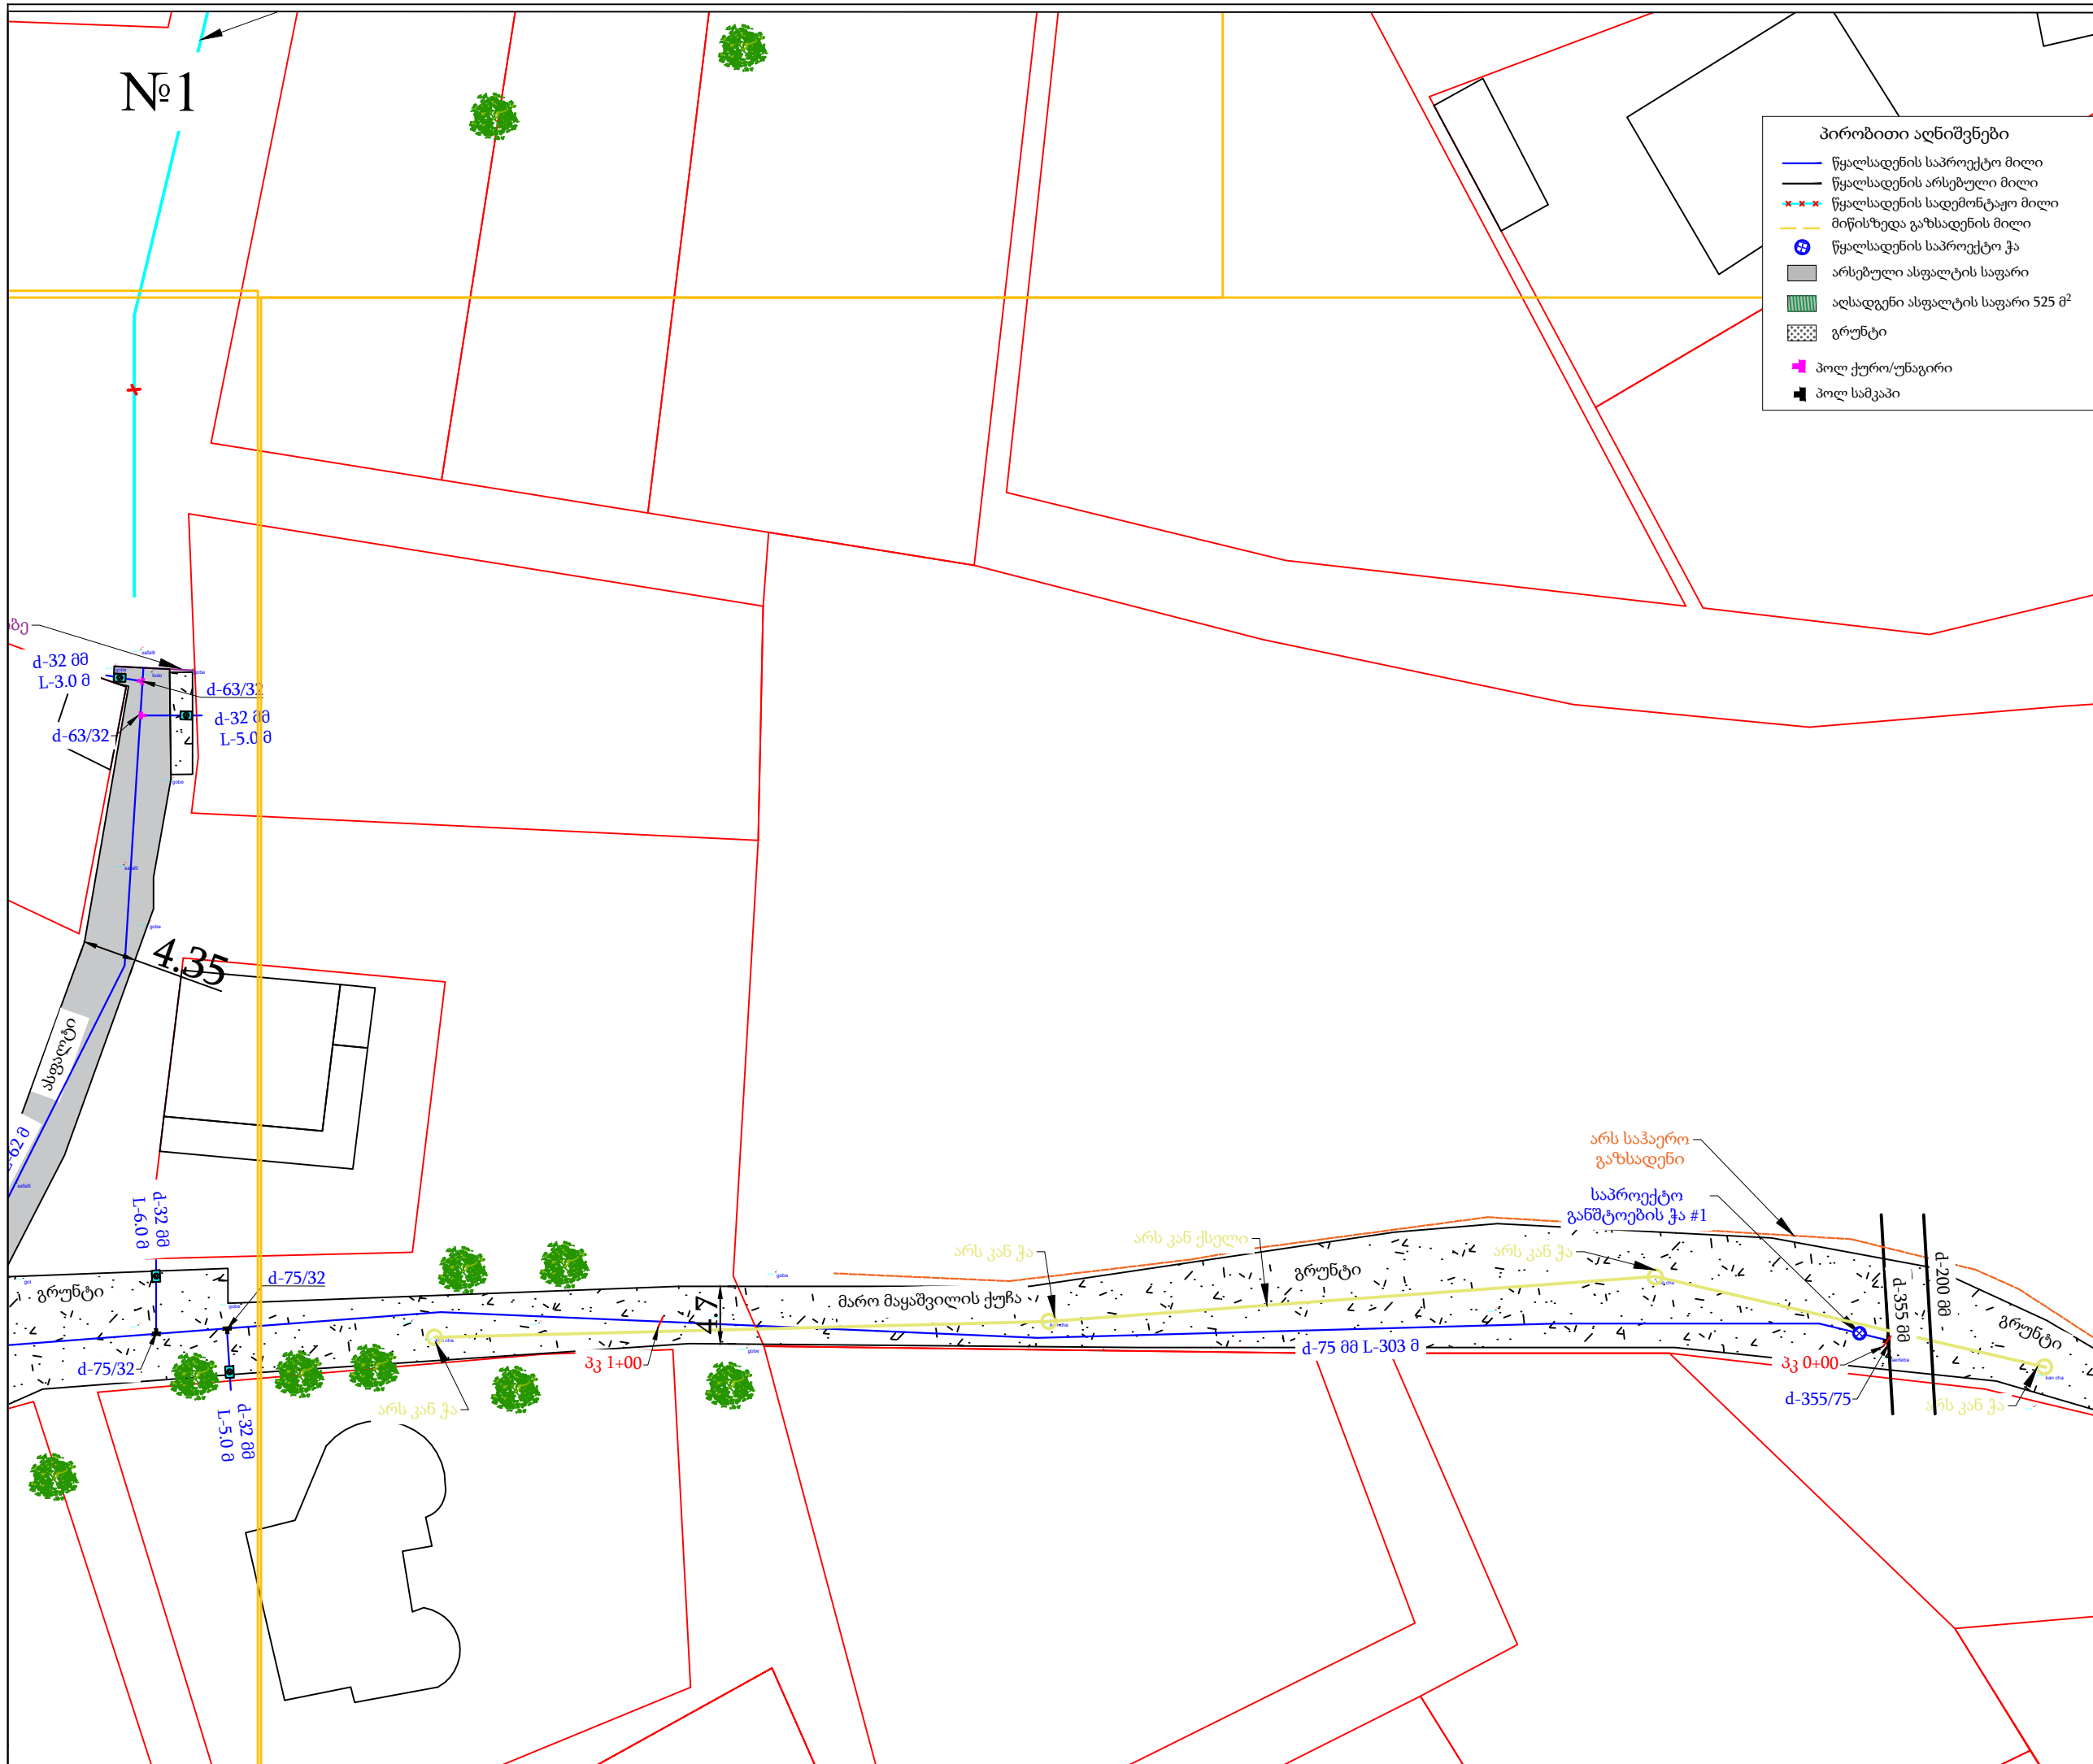 №1
პირობითი აღნიშვნები
წყალსადენის საპროექტო მილი
წყალსადენის არსებული მილი
წყალსადენის სადემონტაჟო მილი
მიწისზედა გაზსადენის მილი
წყალსადენის საპროექტო ჭა
არსებული ასფალტის საფარი
აღსადგენი ასფალტის საფარი 525 მ²
გრუნტი
პოლ ქურო/უნაგირი
პოლ სამკაპი
d-32 მმ
L-3.0 მ
d-63/32
d-32 მმ
L-5.0 მ
d-63/32
4.35
ასფალტი
-62 მ
d-32 მმ
L-6.0 მ
არს საჰაერო
გაზსადენი
საპროექტო
განშტოების ჭა #1
არს კან ქსელი
არს კან ჭა
არს კან ჭა
d-75/32
გრუნტი
გრუნტი
მარო მაყაშვილის ქუჩა
4.7
d-200 მმ
d-355 მმ
გრუნტი
d-75 მმ L-303 მ
პკ 1+00
პკ 0+00
d-75/32
d-355/75
არს კან ჭა
არს კან ჭა
d-32 მმ
L-5.0 მ